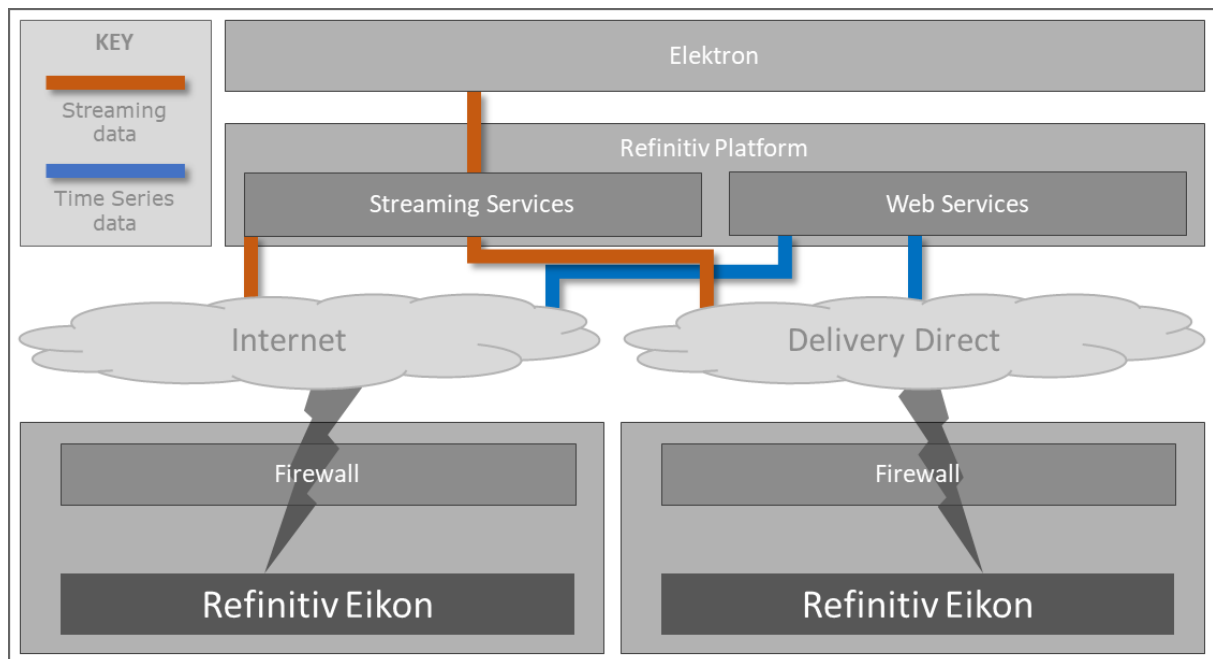 KEY
Streaming
data
Time Series
data
Elektron
Refinitiv Platform
Streaming Services
Web Services
Internet
Delivery Direct
Firewall
Firewall
Refinitiv Eikon
Refinitiv Eikon